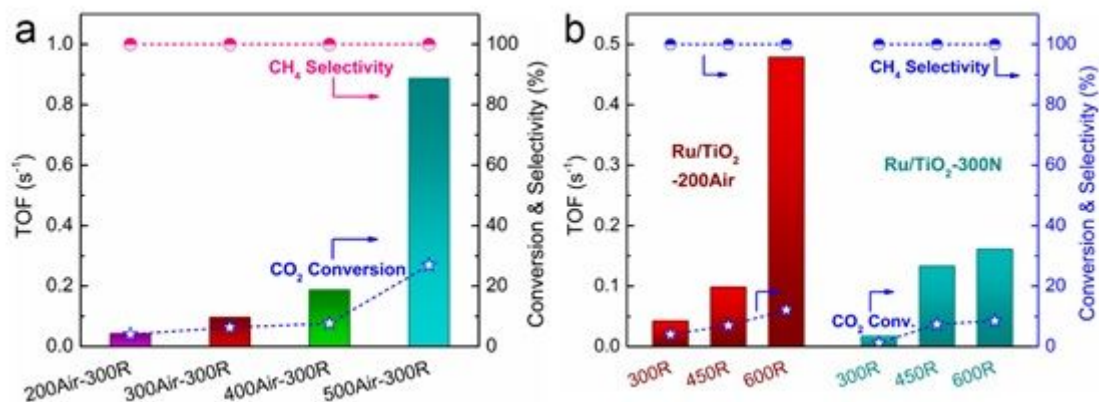 a
TOF (s⁻¹)
1.0
0.8
0.6
0.4
0.2
0.0
CH₄ Selectivity
CO₂ Conversion
100
80
60
40
20
0
Conversion & Selectivity (%)
200Air-300R
300Air-300R
400Air-300R
500Air-300R
b
TOF (s⁻¹)
0.5
0.4
0.3
0.2
0.1
0.0
CH₄ Selectivity
Ru/TiO₂
-200Air
Ru/TiO₂-300N
CO₂ Conv.
100
80
60
40
20
0
Conversion & Selectivity (%)
300R
450R
600R
300R
450R
600R